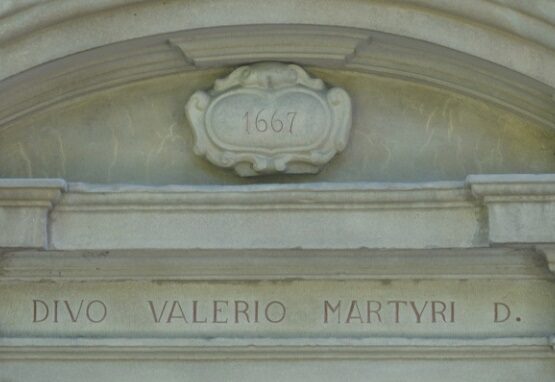 1667
DIVO VALERIO MARTYRI D.